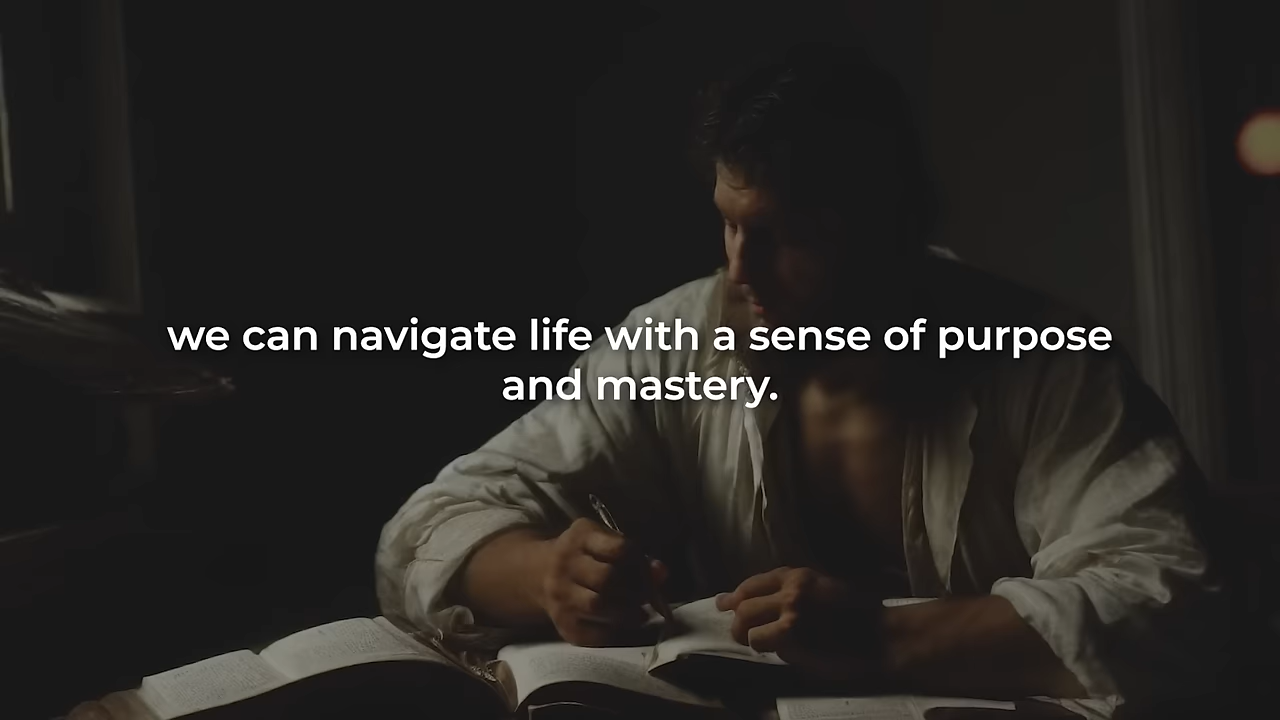 we can navigate life with a sense of purpose
and mastery.